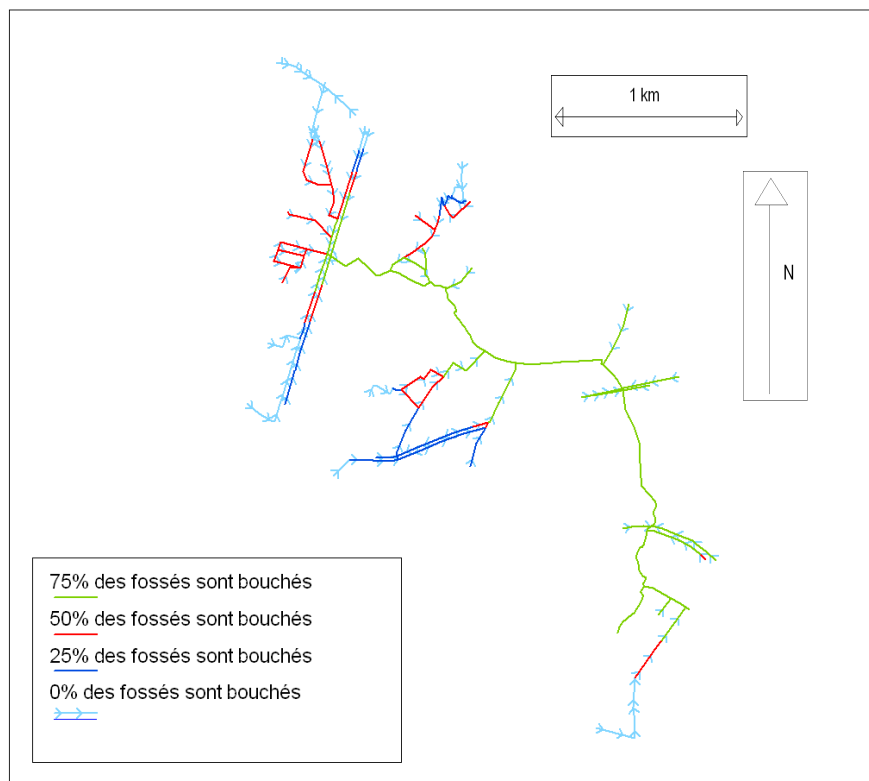 1 km
N
75% des fossés sont bouchés
50% des fossés sont bouchés
25% des fossés sont bouchés
0% des fossés sont bouchés